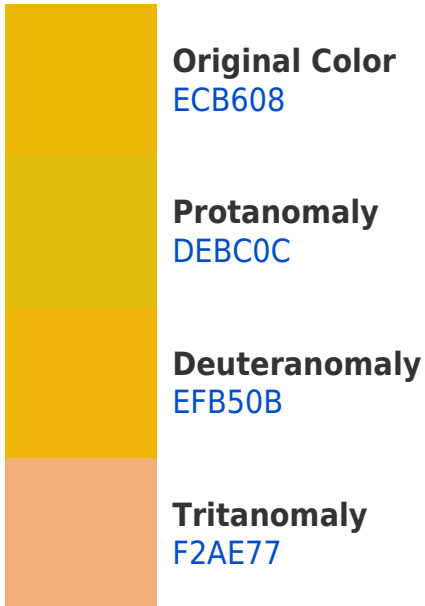 Original Color
ECB608
Protanomaly
DEBC0C
Deuteranomaly
EFB50B
Tritanomaly
F2AE77